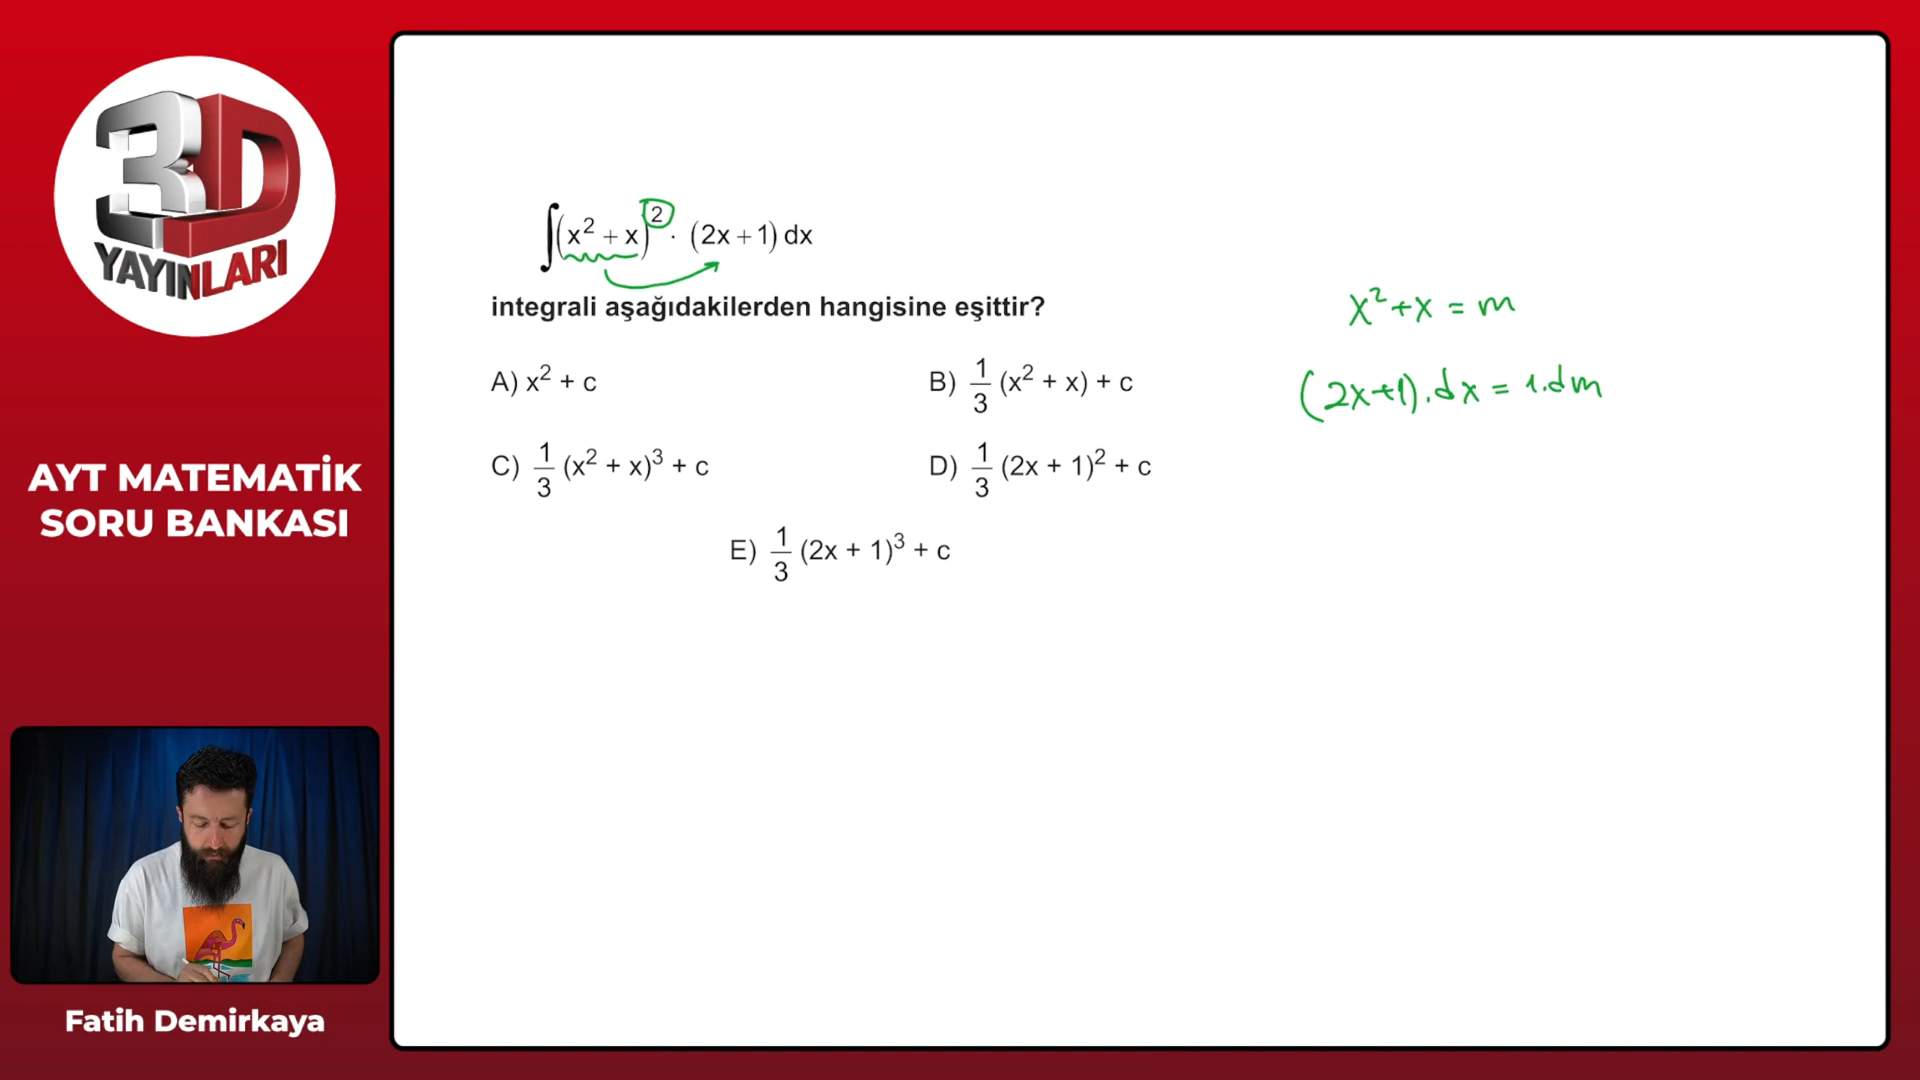 3D
YAYINLARI
AYT MATEMATİK
SORU BANKASI
Fatih Demirkaya
∫(x² + x)² · (2x + 1) dx
integrali aşağıdakilerden hangisine eşittir?
A) x² + c
B) 1/3 (x² + x) + c
C) 1/3 (x² + x)³ + c
D) 1/3 (2x + 1)² + c
E) 1/3 (2x + 1)³ + c
x² + x = m
(2x+1).dx = 1.dm